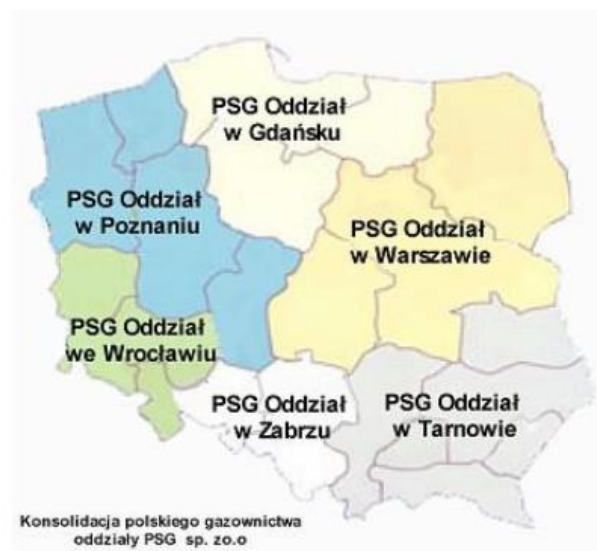 PSG Oddział
w Gdańsku
PSG Oddział
w Poznaniu
PSG Oddział
w Warszawie
PSG Oddział
we Wrocławiu
PSG Oddział
w Zabrzu
PSG Oddział
w Tarnowie
Konsolidacja polskiego gazownictwa
oddziały PSG sp. zo.o